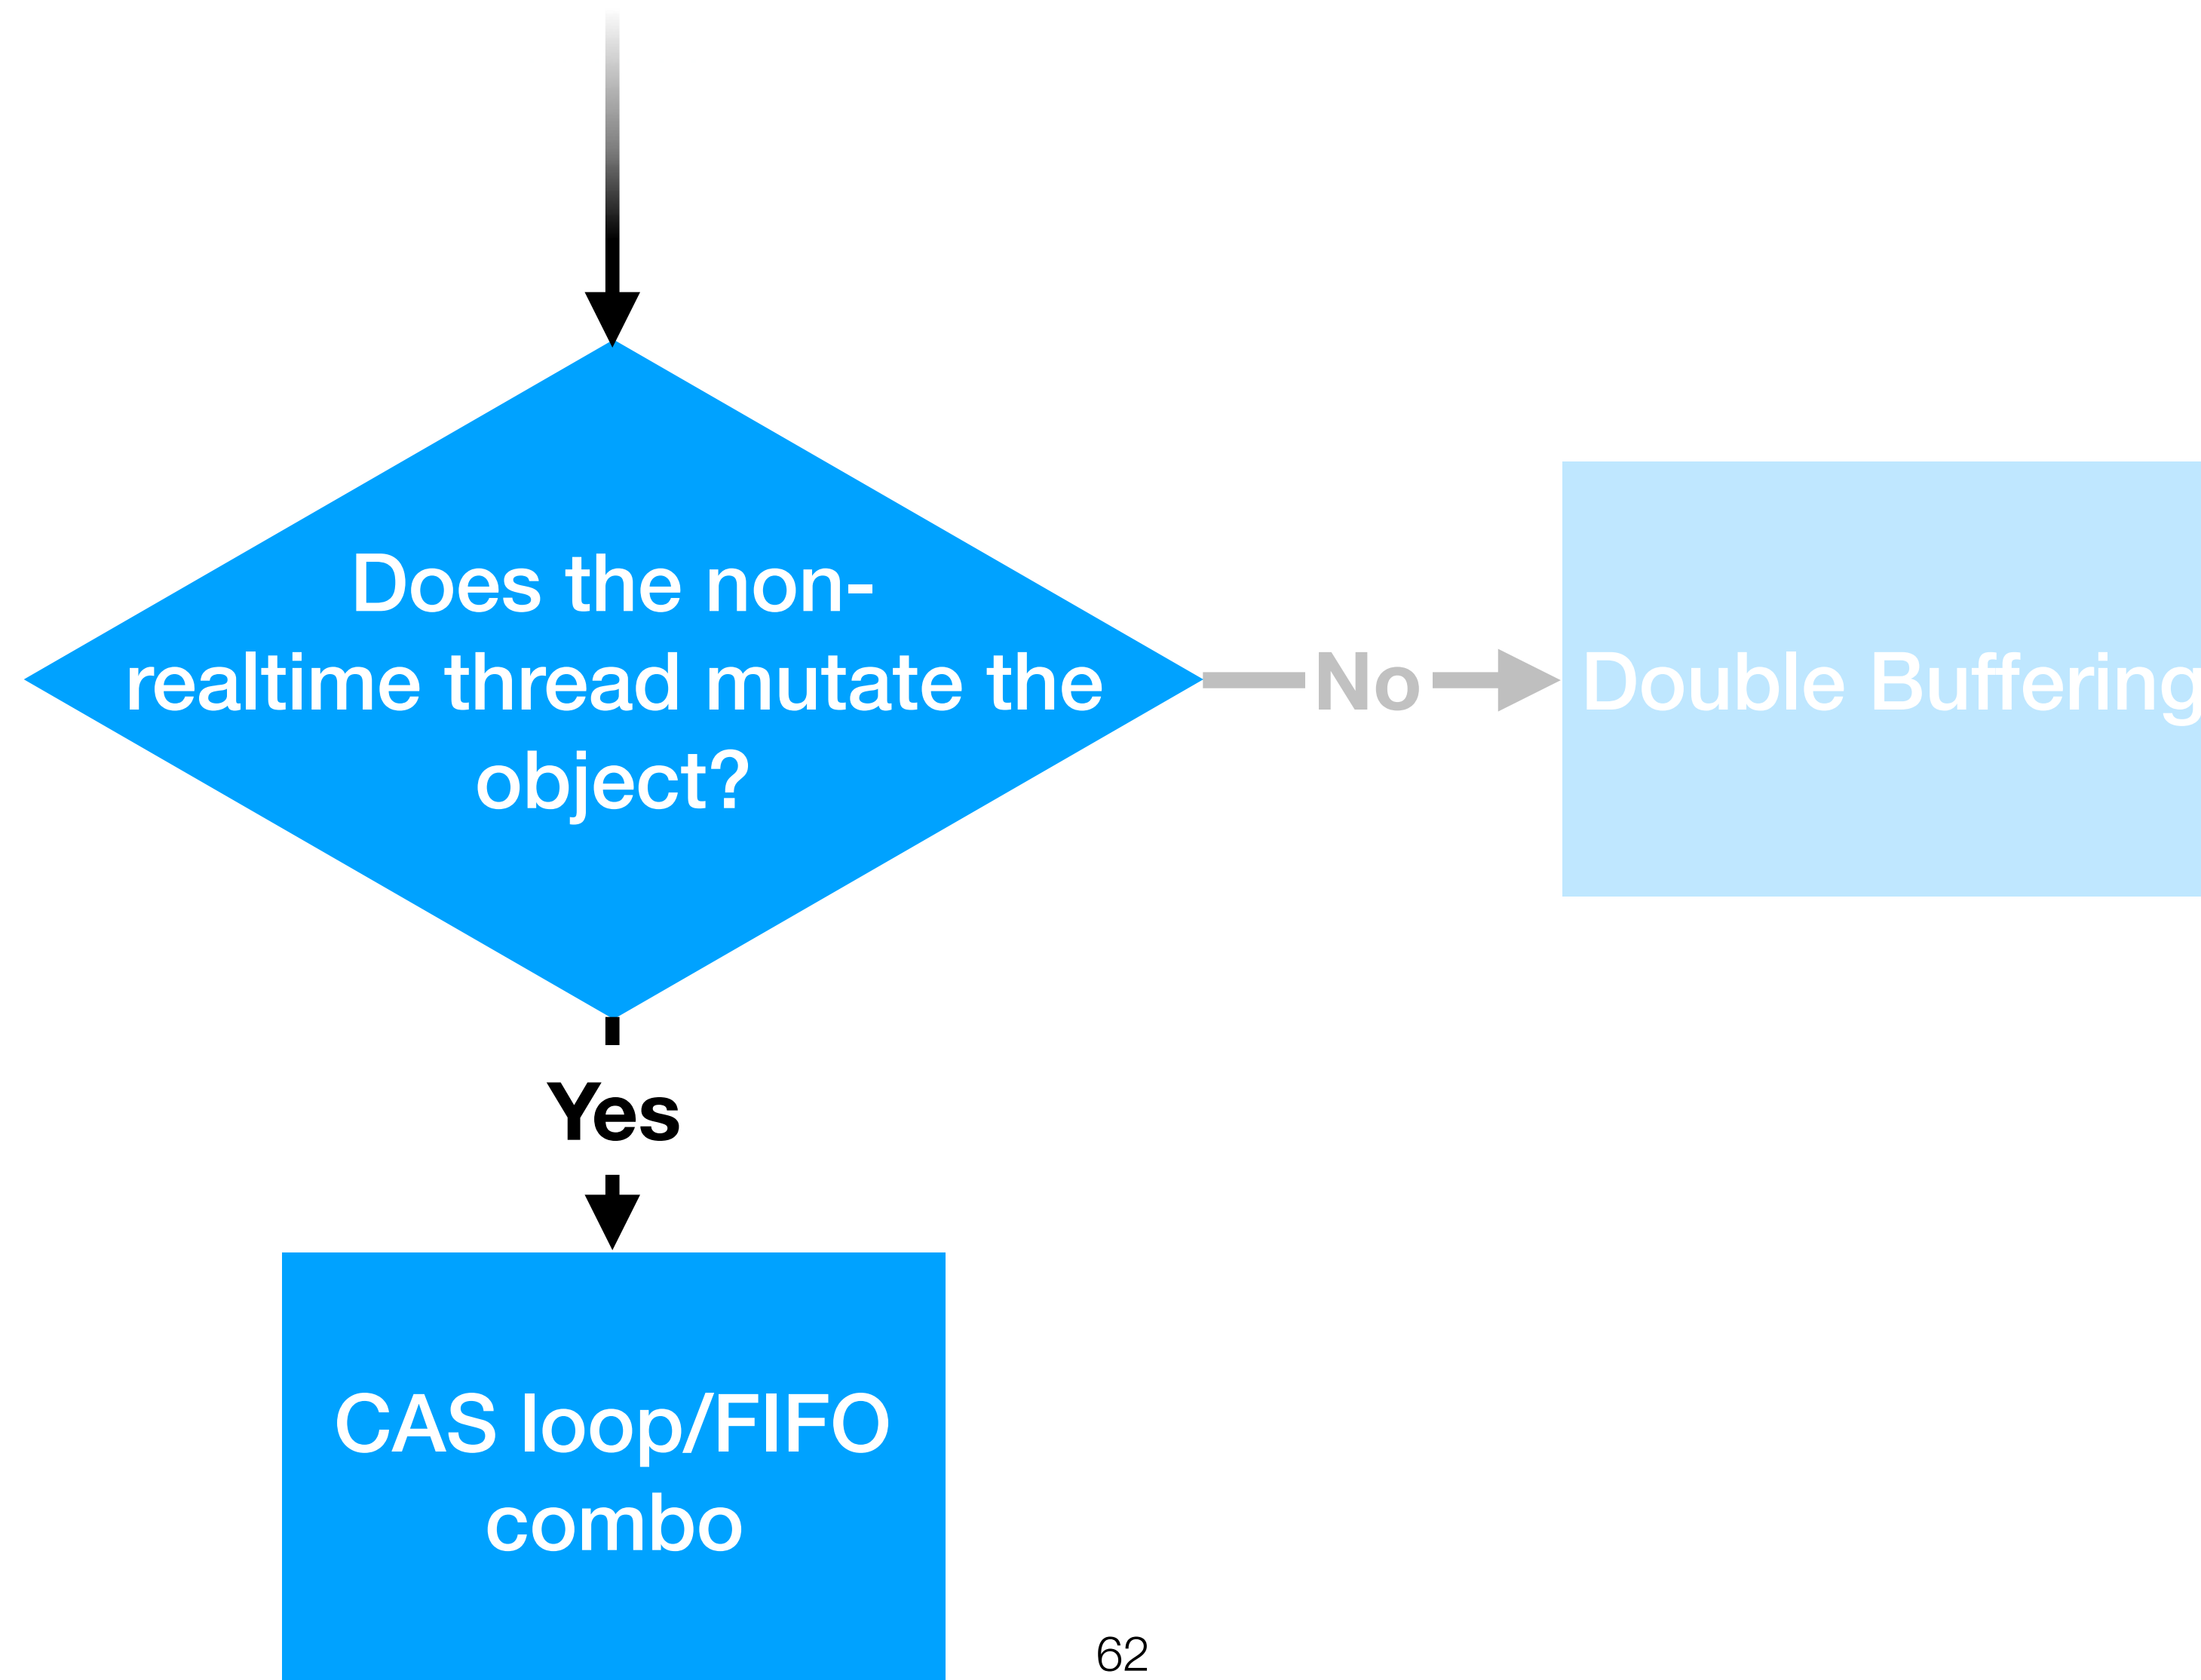 Does the non-
realtime thread mutate the
object?
No
Double Buffering
Yes
CAS loop/FIFO
combo
62